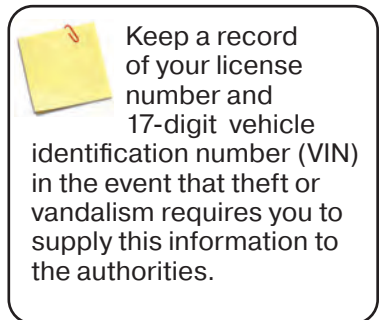 Keep a record
of your license
number and
17-digit vehicle
identification number (VIN)
in the event that theft or
vandalism requires you to
supply this information to
the authorities.